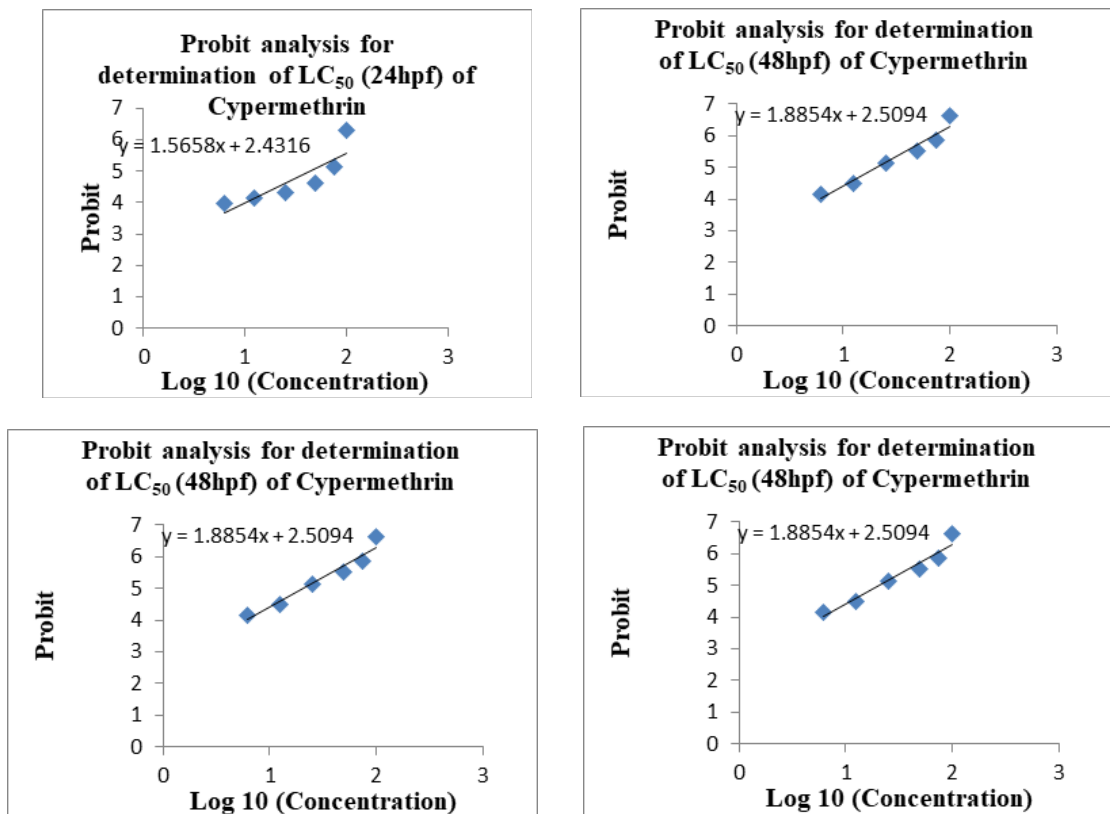 Probit analysis for
determination of LC₅₀ (24hpf) of
Cypermethrin
y = 1.5658x + 2.4316
7
6
5
4
3
2
1
0
Probit
0 1 2 3
Log 10 (Concentration)
Probit analysis for determination
of LC₅₀ (48hpf) of Cypermethrin
y = 1.8854x + 2.5094
7
6
5
4
3
2
1
0
Probit
0 1 2 3
Log 10 (Concentration)
Probit analysis for determination
of LC₅₀ (48hpf) of Cypermethrin
y = 1.8854x + 2.5094
7
6
5
4
3
2
1
0
Probit
0 1 2 3
Log 10 (Concentration)
Probit analysis for determination
of LC₅₀ (48hpf) of Cypermethrin
y = 1.8854x + 2.5094
7
6
5
4
3
2
1
0
Probit
0 1 2 3
Log 10 (Concentration)